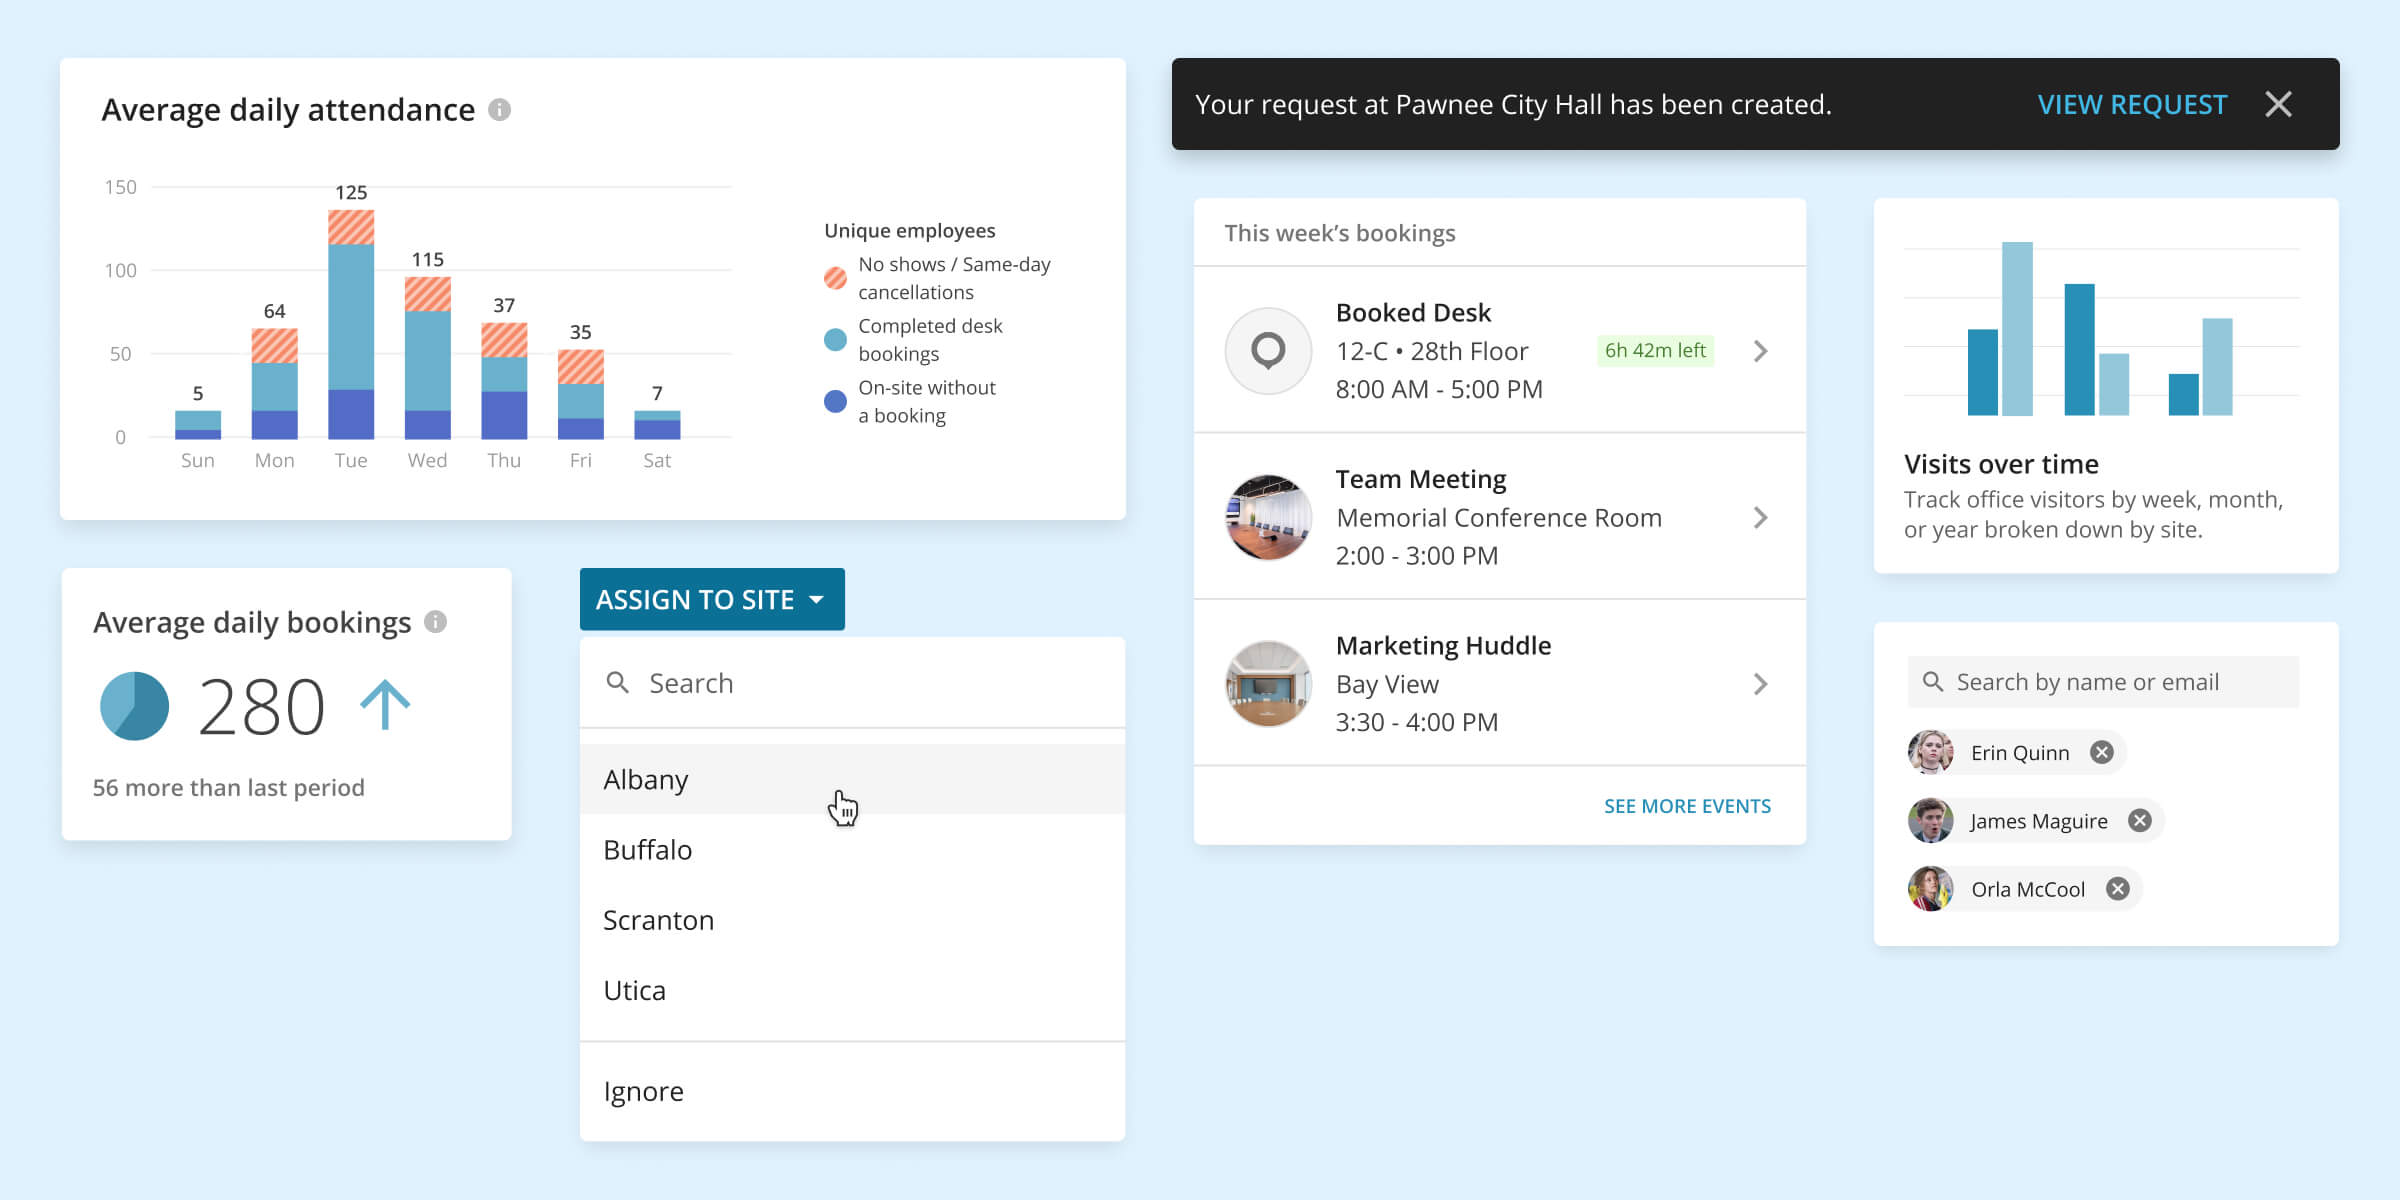 Average daily attendance
150
100
50
0
5
64
125
115
37
35
7
Sun
Mon
Tue
Wed
Thu
Fri
Sat
Unique employees
No shows / Same-day
cancellations
Completed desk
bookings
On-site without
a booking
Average daily bookings
280
56 more than last period
ASSIGN TO SITE
Search
Albany
Buffalo
Scranton
Utica
Ignore
Your request at Pawnee City Hall has been created.
VIEW REQUEST
This week’s bookings
Booked Desk
12-C • 28th Floor
8:00 AM - 5:00 PM
6h 42m left
Team Meeting
Memorial Conference Room
2:00 - 3:00 PM
Marketing Huddle
Bay View
3:30 - 4:00 PM
SEE MORE EVENTS
Visits over time
Track office visitors by week, month,
or year broken down by site.
Search by name or email
Erin Quinn
James Maguire
Orla McCool